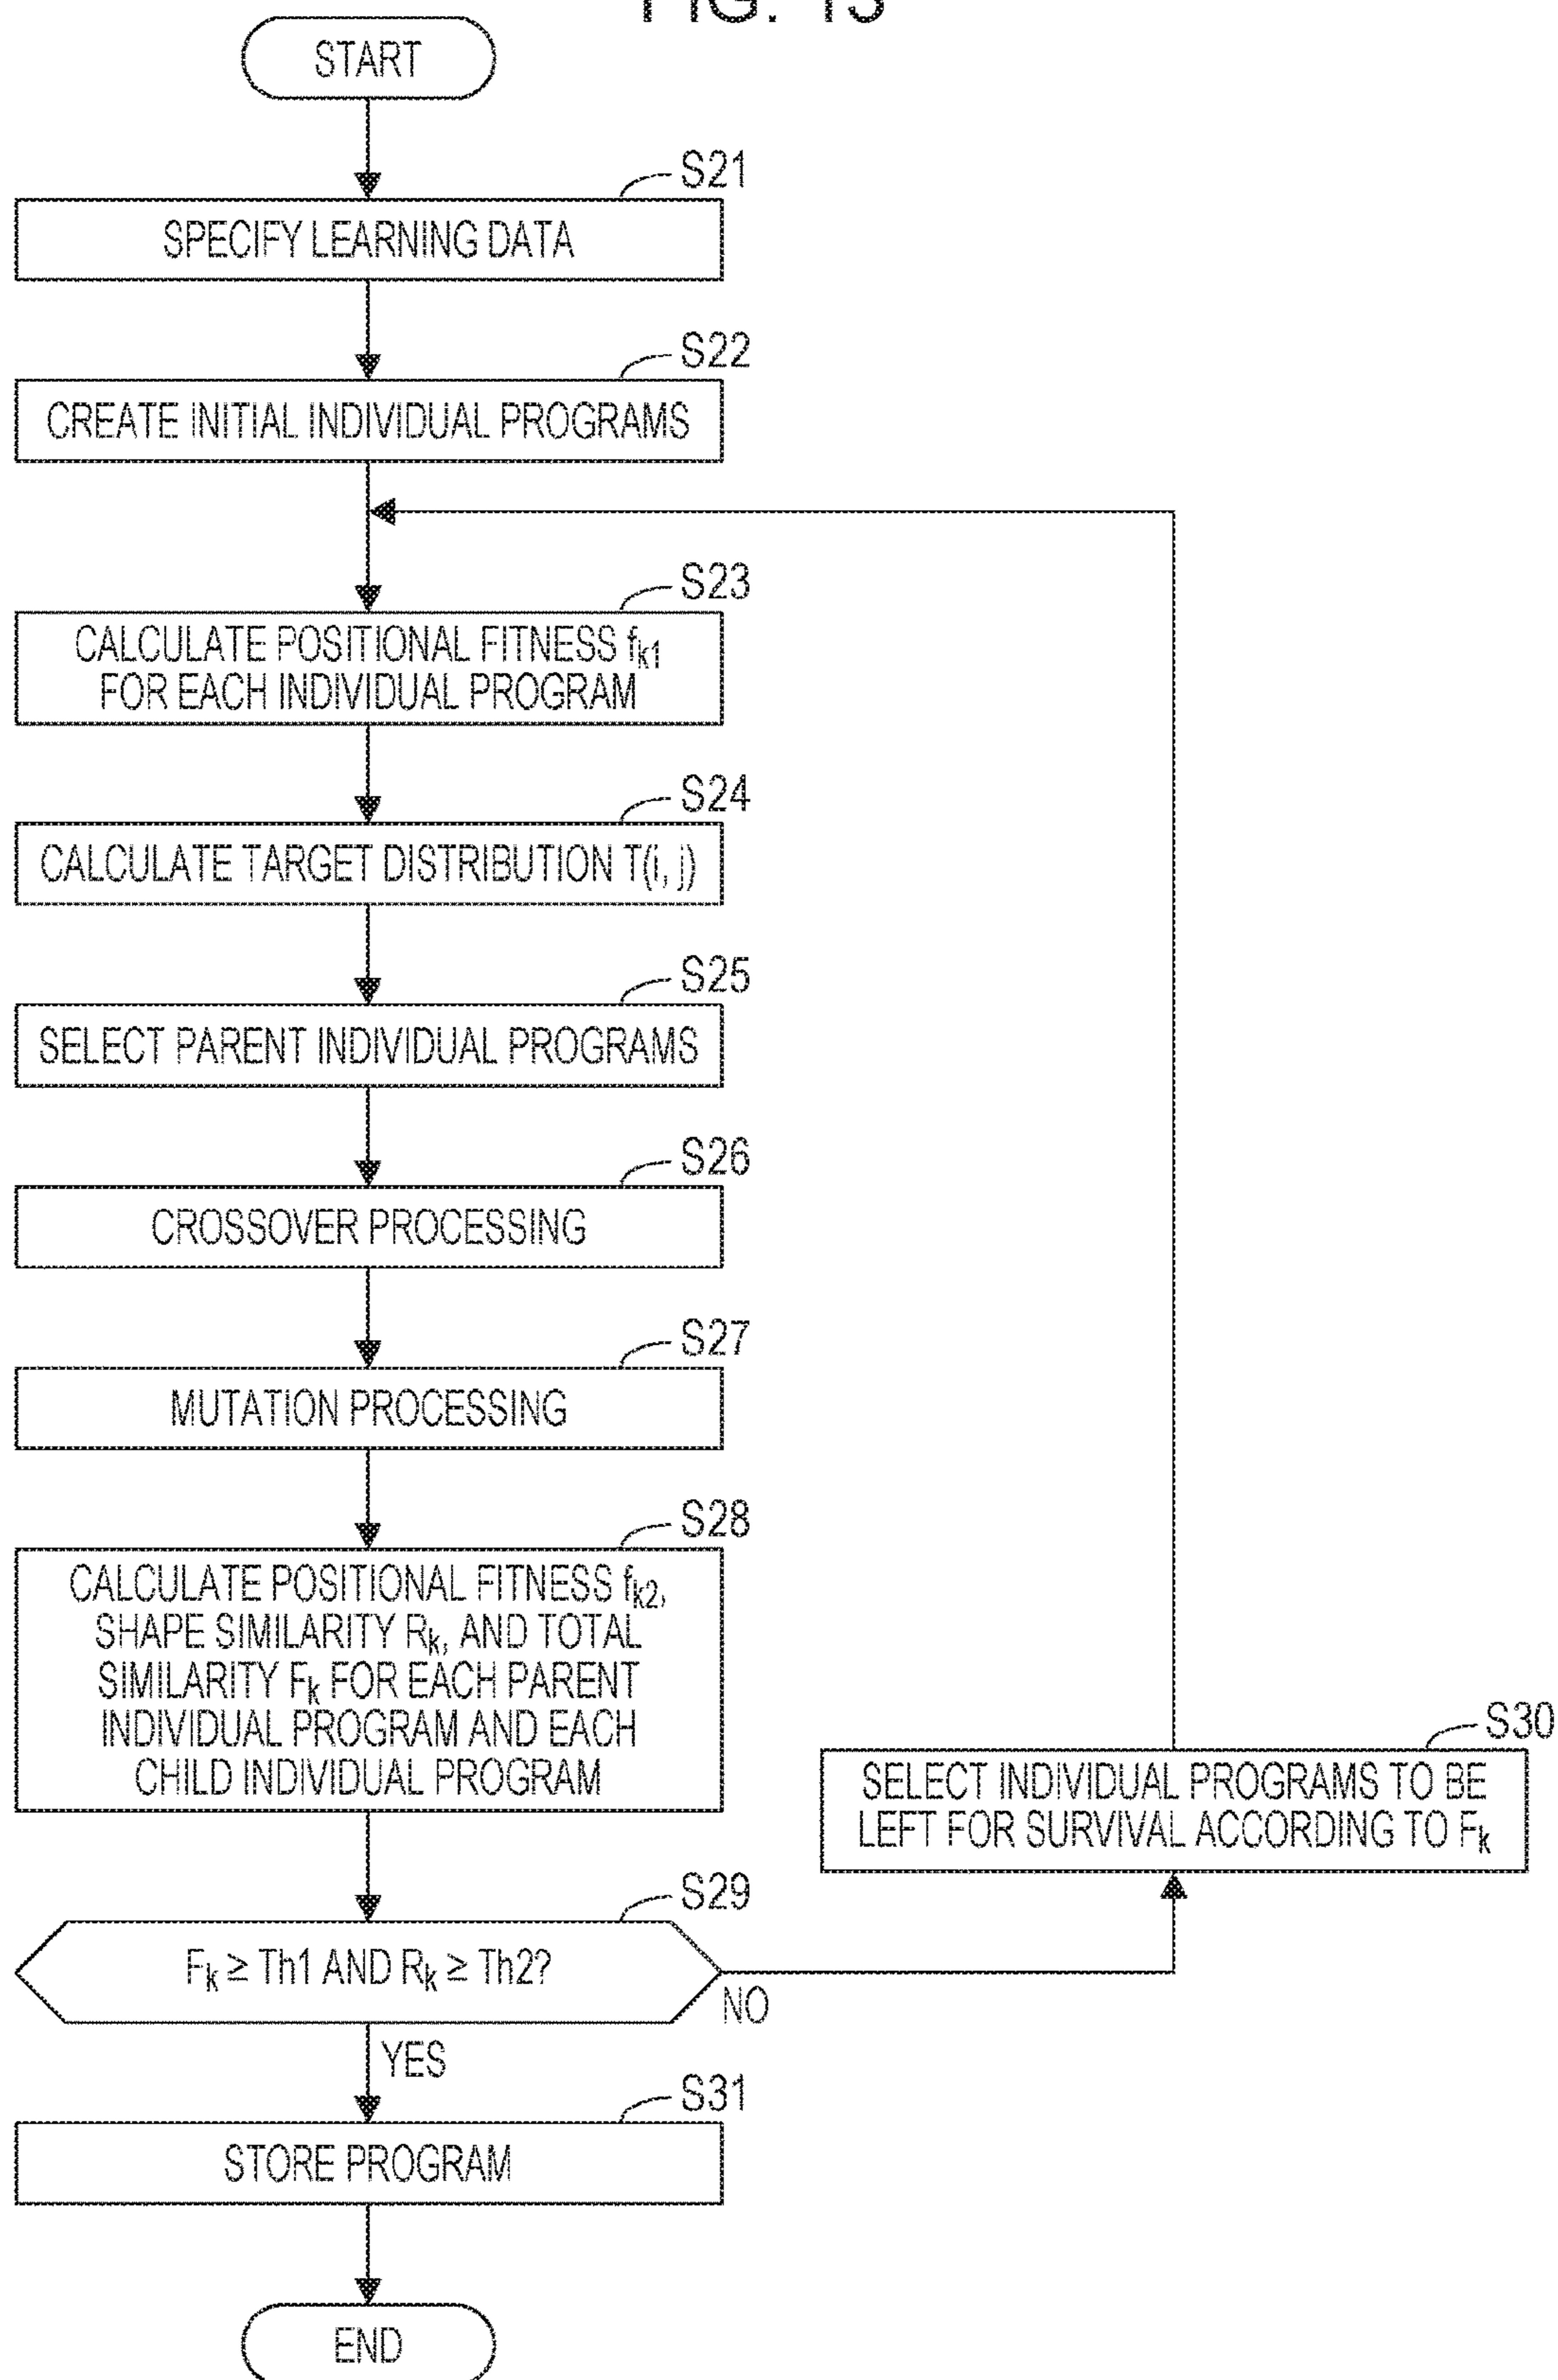 FIG. 13
START
S21
SPECIFY LEARNING DATA
S22
CREATE INITIAL INDIVIDUAL PROGRAMS
S23
CALCULATE POSITIONAL FITNESS fk1
FOR EACH INDIVIDUAL PROGRAM
S24
CALCULATE TARGET DISTRIBUTION T(i, j)
S25
SELECT PARENT INDIVIDUAL PROGRAMS
S26
CROSSOVER PROCESSING
S27
MUTATION PROCESSING
S28
CALCULATE POSITIONAL FITNESS fk2,
SHAPE SIMILARITY Rk, AND TOTAL
SIMILARITY Fk FOR EACH PARENT
INDIVIDUAL PROGRAM AND EACH
CHILD INDIVIDUAL PROGRAM
S30
SELECT INDIVIDUAL PROGRAMS TO BE
LEFT FOR SURVIVAL ACCORDING TO Fk
S29
Fk ≥ Th1 AND Rk ≥ Th2?
NO
YES
S31
STORE PROGRAM
END